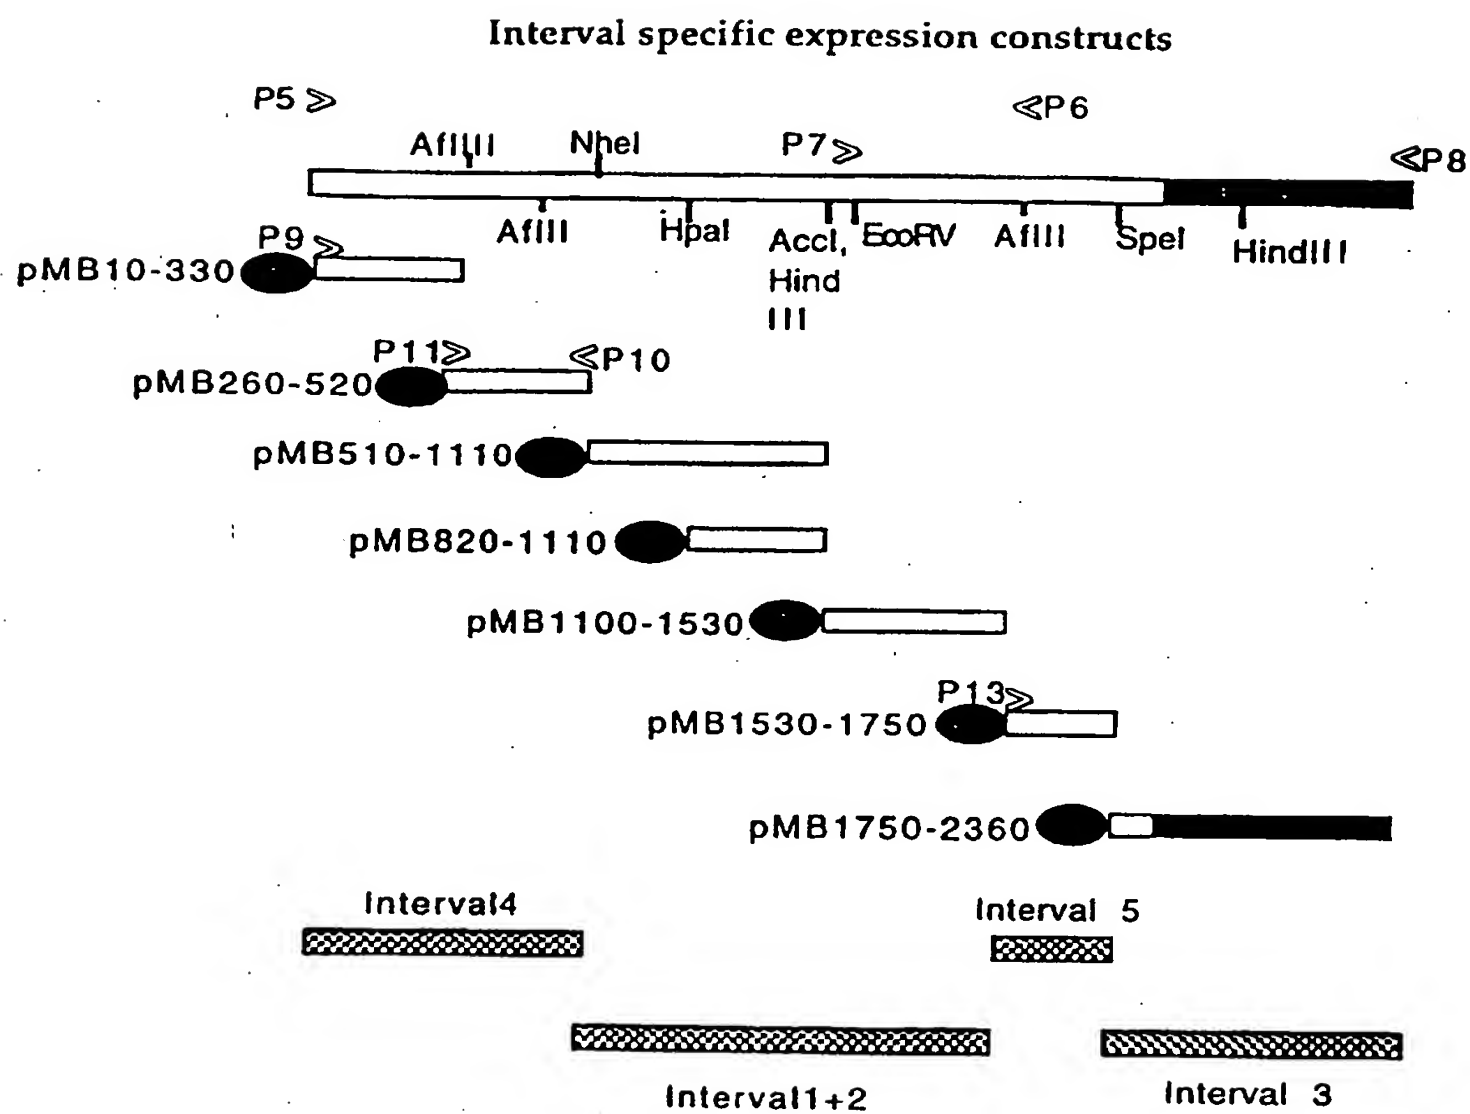 Interval specific expression constructs
P5
P6
AflIII
NheI
P7
P8
AflII
HpaI
AccI,
Hind
III
EcoRV
AflII
SpeI
HindIII
P9
pMB10-330
P11
P10
pMB260-520
pMB510-1110
pMB820-1110
pMB1100-1530
P13
pMB1530-1750
pMB1750-2360
Interval4
Interval 5
Interval1+2
Interval 3